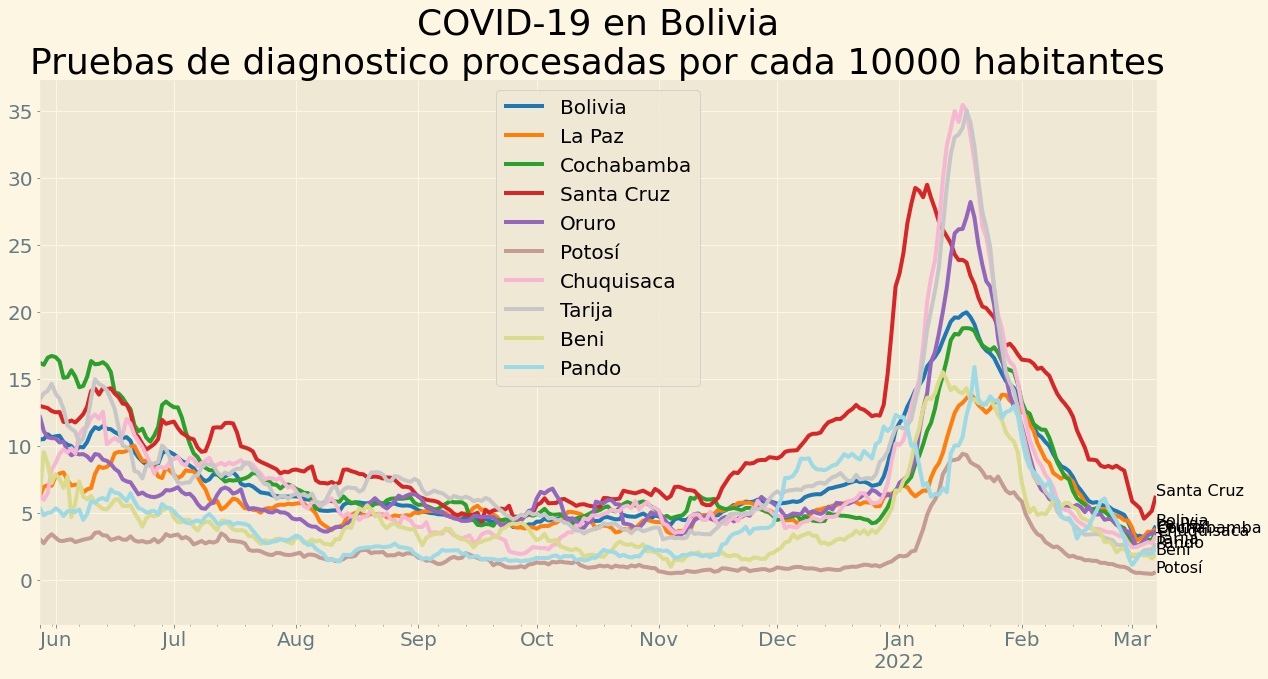 COVID-19 en Bolivia
Pruebas de diagnostico procesadas por cada 10000 habitantes
35
30
25
20
15
10
5
0
Bolivia
La Paz
Cochabamba
Santa Cruz
Oruro
Potosí
Chuquisaca
Tarija
Beni
Pando
Santa Cruz
Bolivia
Beni
Potosí
Jun
Jul
Aug
Sep
Oct
Nov
Dec
Jan
Feb
Mar
2022